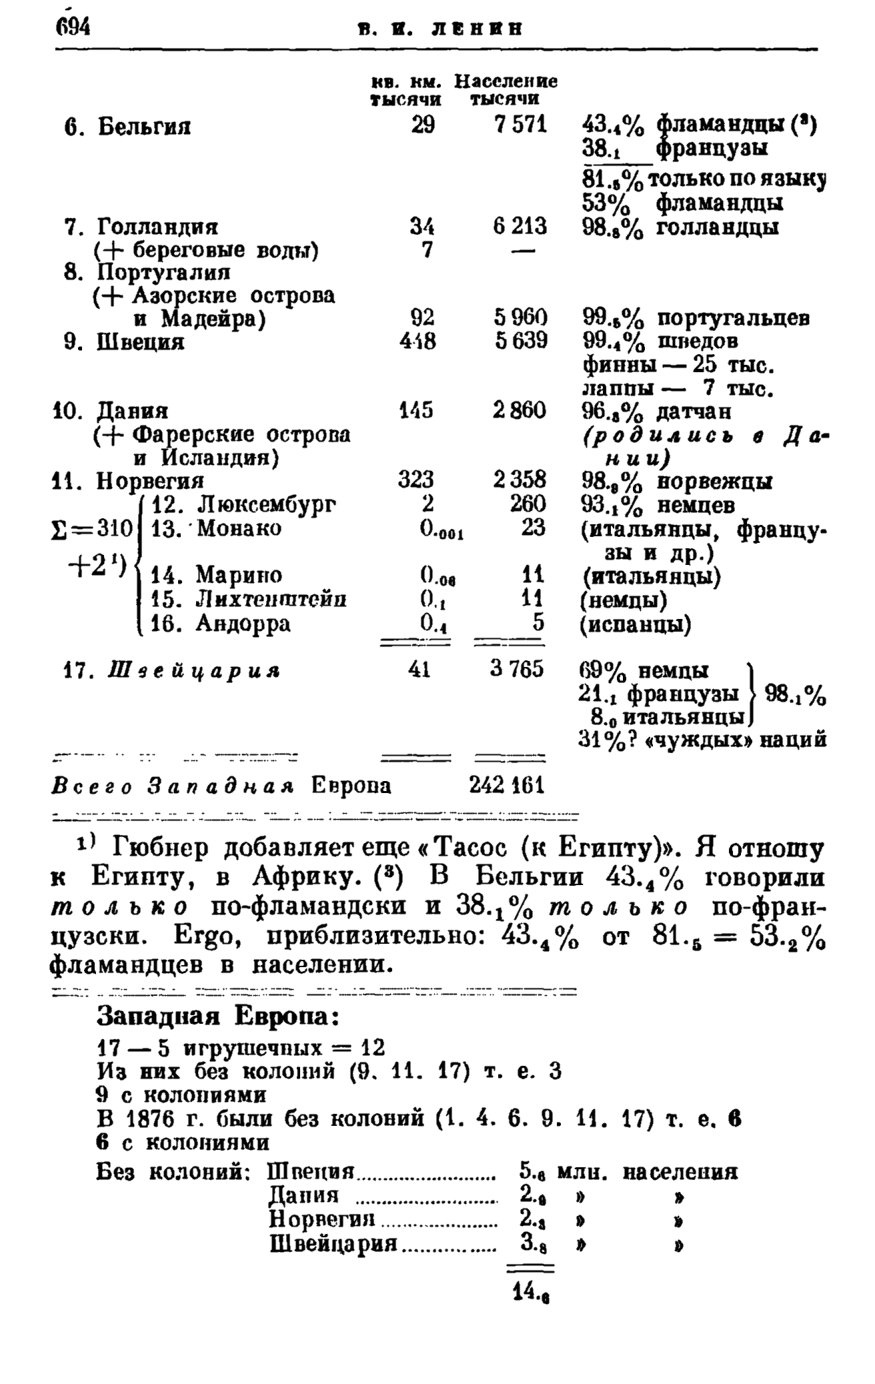 694 В. И. ЛЕНИН
кв. км. Население
тысячи тысячи
6. Бельгия 29 7 571 43.₄% фламандцы (²)
38.₁ французы
81.₅% только по языку
53% фламандцы
7. Голландия 34 6 213 98.₈% голландцы
(+ береговые воды) 7 —
8. Португалия
(+ Азорские острова
и Мадейра) 92 5 960 99.₅% португальцев
9. Швеция 448 5 639 99.₄% шведов
финны — 25 тыс.
лаппы — 7 тыс.
10. Дания 145 2 860 96.₈% датчан
(+ Фарерские острова (родились в Да-
и Исландия) нии)
11. Норвегия 323 2 358 98.₉% норвежцы
12. Люксембург 2 260 93.₁% немцев
Σ=310 13. Монако 0.₀₀₁ 23 (итальянцы, францу-
зы и др.)
+2¹)
14. Марино 0.₀₆ 11 (итальянцы)
15. Лихтенштейн 0.₁ 11 (немцы)
16. Андорра 0.₄ 5 (испанцы)
17. Швейцария 41 3 765 69% немцы
21.₁ французы 98.₁%
8.₀ итальянцы
31%? «чуждых» наций
Всего Западная Европа 242 161
¹⁾ Гюбнер добавляет еще «Тасос (к Египту)». Я отношу
к Египту, в Африку. (²) В Бельгии 43.₄% говорили
только по-фламандски и 38.₁% только по-фран-
цузски. Ergo, приблизительно: 43.₄% от 81.₅ = 53.₂%
фламандцев в населении.
Западная Европа:
17 — 5 игрушечных = 12
Из них без колоний (9. 11. 17) т. е. 3
9 с колониями
В 1876 г. были без колоний (1. 4. 6. 9. 11. 17) т. е. 6
6 с колониями
Без колоний: Швеция........................ 5.₆ млн. населения
Дания ........................ 2.₉ » »
Норвегия.................... 2.₃ » »
Швейцария................ 3.₈ » »
14.₆